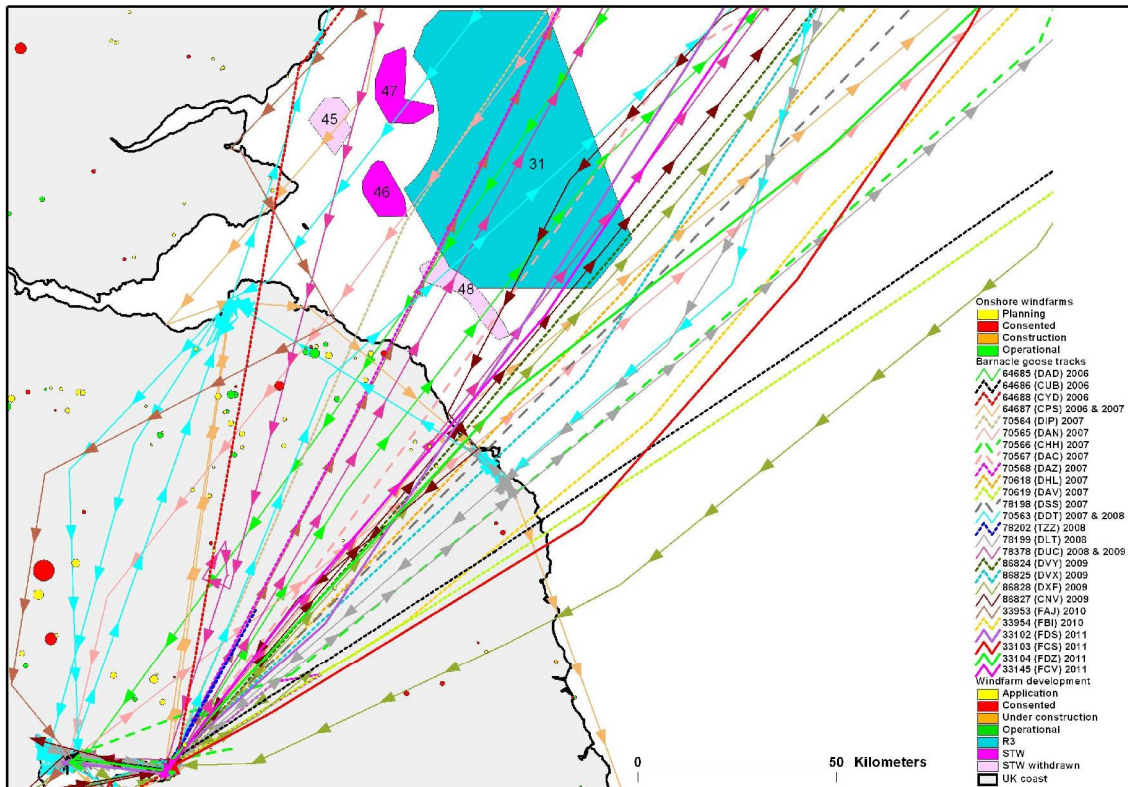 47
45
31
46
48
Onshore windfarms
Planning
Consented
Construction
Operational
Barnacle goose tracks
64685 (DAD) 2006
64686 (CUB) 2006
64688 (CYD) 2006
64687 (CPS) 2006 & 2007
70564 (DIP) 2007
70565 (DAN) 2007
70566 (CHH) 2007
70567 (DAC) 2007
70568 (DAZ) 2007
70618 (DHL) 2007
70619 (DAV) 2007
78198 (DSS) 2007
70563 (DDT) 2007 & 2008
78202 (TZZ) 2008
78199 (DLT) 2008
78378 (DUC) 2008 & 2009
86824 (DVY) 2009
86825 (DVX) 2009
86828 (DXF) 2009
86827 (CNV) 2009
33953 (FAJ) 2010
33954 (FBI) 2010
33102 (FDS) 2011
33103 (FCS) 2011
33104 (FDZ) 2011
33145 (FCV) 2011
Windfarm development
Application
Consented
Under construction
Operational
R3
STW
STW withdrawn
UK coast
0 50 Kilometers